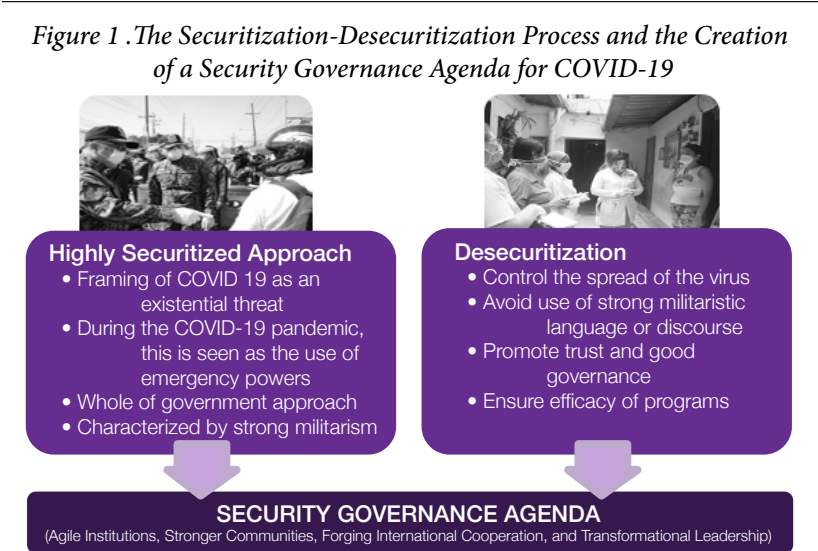 Figure 1 .The Securitization-Desecuritization Process and the Creation
of a Security Governance Agenda for COVID-19
Highly Securitized Approach
• Framing of COVID 19 as an
existential threat
• During the COVID-19 pandemic,
this is seen as the use of
emergency powers
• Whole of government approach
• Characterized by strong militarism
Desecuritization
• Control the spread of the virus
• Avoid use of strong militaristic
language or discourse
• Promote trust and good
governance
• Ensure efficacy of programs
SECURITY GOVERNANCE AGENDA
(Agile Institutions, Stronger Communities, Forging International Cooperation, and Transformational Leadership)